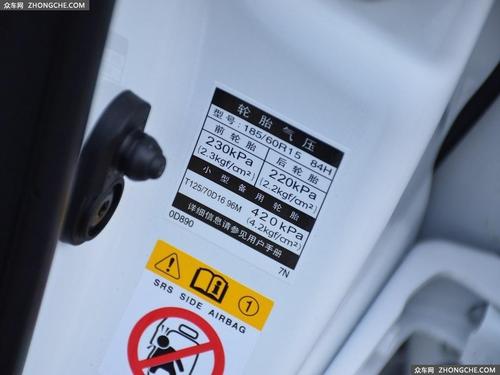 众车网 ZHONGCHE.COM
轮胎气压
型号:185/60R15 84H
前轮胎 后轮胎
230kPa 220kPa
(2.3kgf/cm²) (2.2kgf/cm²)
小型备用轮胎
T125/70D16 96M 420kPa
(4.2kgf/cm²)
详细信息请参见用户手册
0D890 7N
1
SRS SIDE AIRBAG
众车网 ZHONGCHE.COM